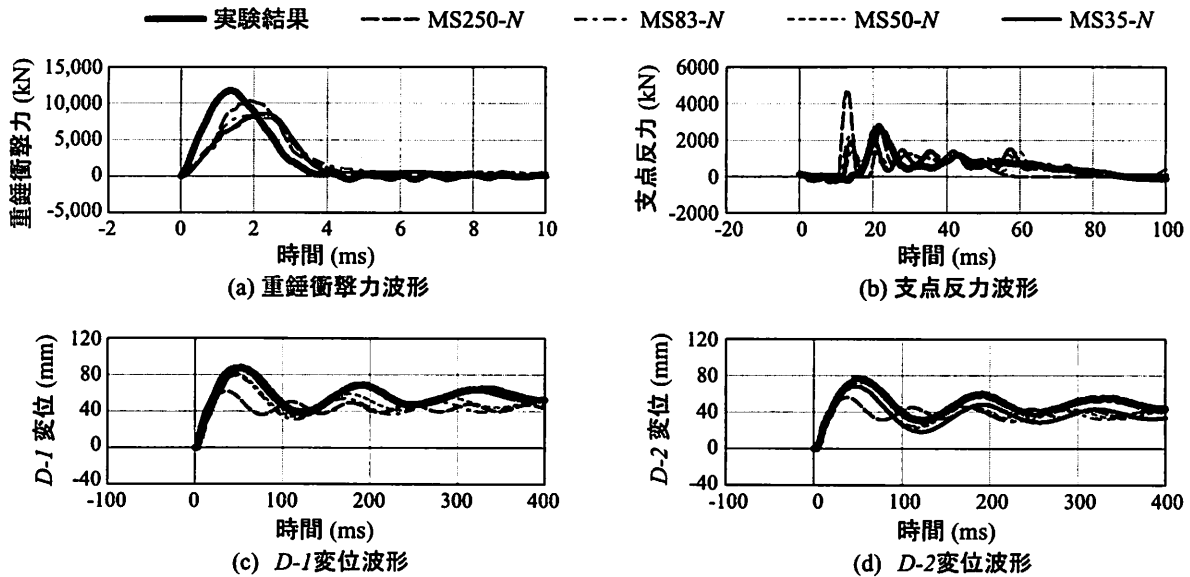 実験結果 MS250-N MS83-N MS50-N MS35-N
15,000
10,000
5,000
0
-5,000
重錘衝撃力 (kN)
-2 0 2 4 6 8 10
時間 (ms)
(a) 重錘衝撃力波形
6000
4000
2000
0
-2000
支点反力 (kN)
-20 0 20 40 60 80 100
時間 (ms)
(b) 支点反力波形
120
80
40
0
-40
D-1 変位 (mm)
-100 0 100 200 300 400
時間 (ms)
(c) D-1変位波形
120
80
40
0
-40
D-2 変位 (mm)
-100 0 100 200 300 400
時間 (ms)
(d) D-2変位波形